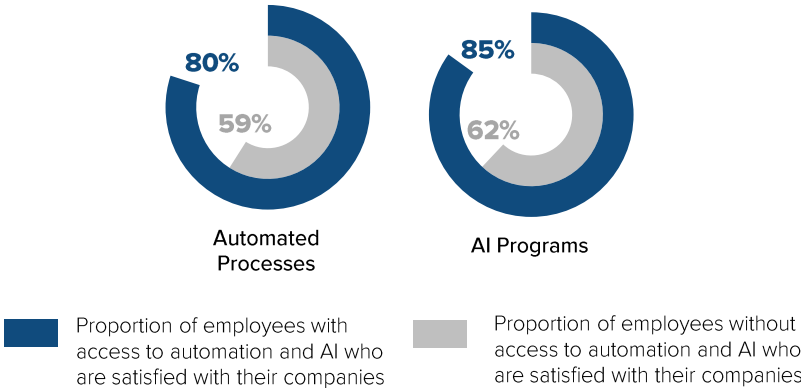 80%
59%
Automated
Processes
85%
62%
AI Programs
Proportion of employees with
access to automation and AI who
are satisfied with their companies
Proportion of employees without
access to automation and AI who
are satisfied with their companies